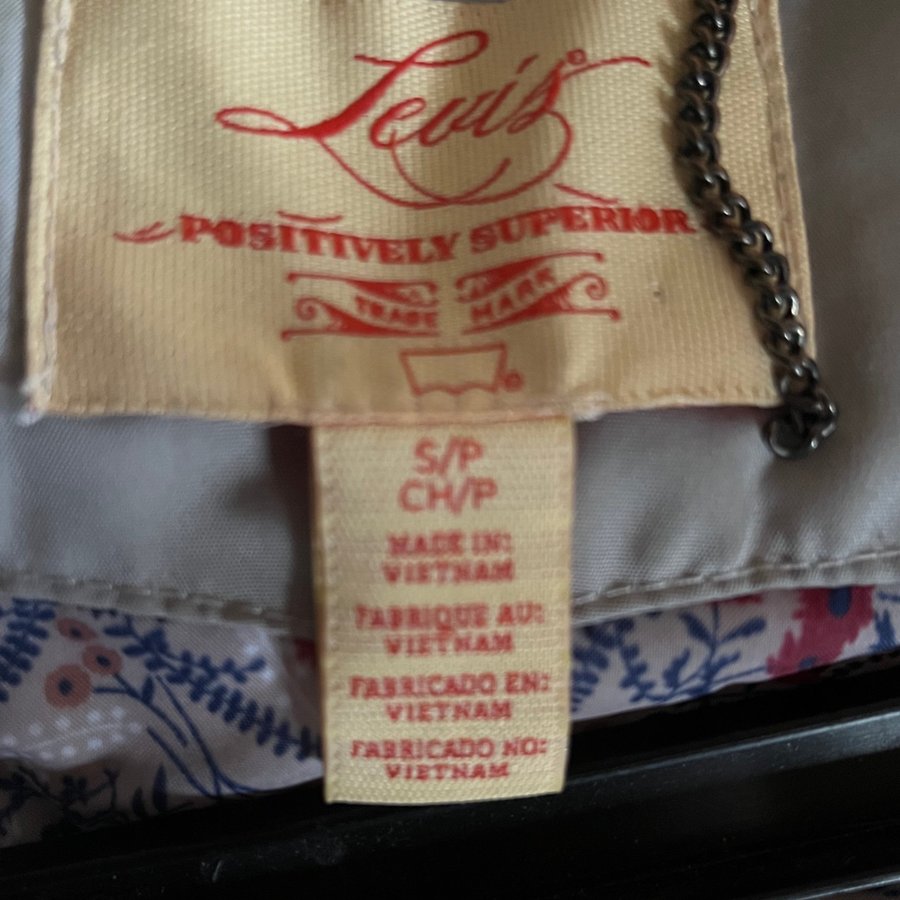 Levi's®
POSITIVELY SUPERIOR
TRADE MARK
S/P
CH/P
MADE IN:
VIETNAM
FABRIQUE AU:
VIETNAM
FABRICADO EN:
VIETNAM
FABRICADO NO:
VIETNAM